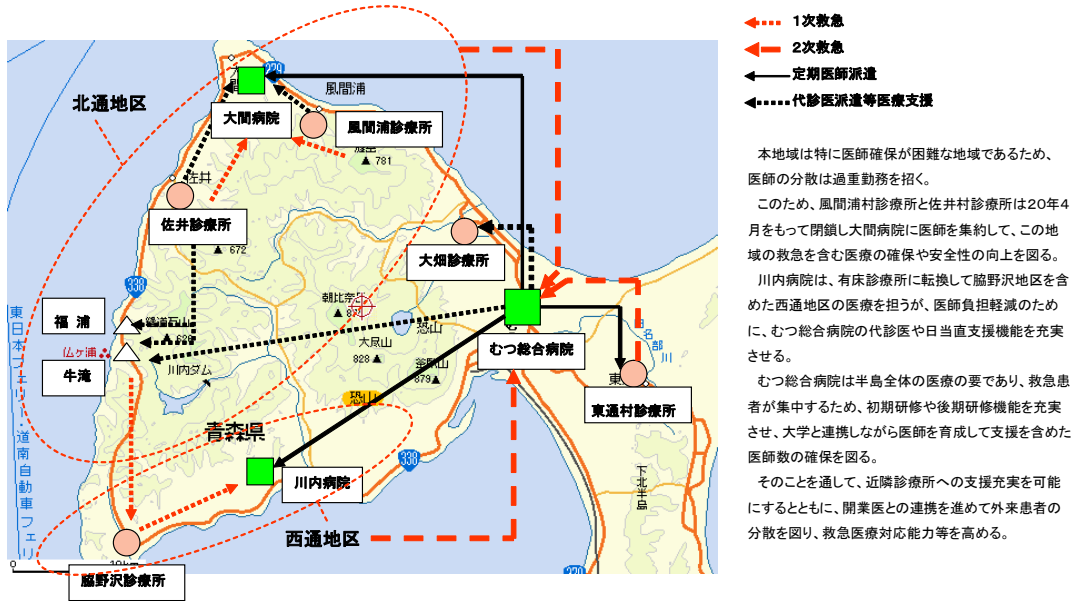 1次救急
2次救急
定期医師派遣
代診医派遣等医療支援
北通地区
風間浦
大間病院
風間浦診療所
781
佐井
佐井診療所
672
大畑診療所
338
朝比奈岳
874
福浦
縫道石山
626
仏ヶ浦
牛滝
川内ダム
大尽山
828
恐山
釜臥山
879
むつ総合病院
東通村診療所
恐山
青森県
川内病院
338
下北半島
西通地区
脇野沢診療所
東日本フェリー・道南自動車フェリ
本地域は特に医師確保が困難な地域であるため、
医師の分散は過重勤務を招く。
このため、風間浦村診療所と佐井村診療所は20年4
月をもって閉鎖し大間病院に医師を集約して、この地
域の救急を含む医療の確保や安全性の向上を図る。
川内病院は、有床診療所に転換して脇野沢地区を含
めた西通地区の医療を担うが、医師負担軽減のため
に、むつ総合病院の代診医や日当直支援機能を充実
させる。
むつ総合病院は半島全体の医療の要であり、救急患
者が集中するため、初期研修や後期研修機能を充実
させ、大学と連携しながら医師を育成して支援を含めた
医師数の確保を図る。
そのことを通して、近隣診療所への支援充実を可能
にするとともに、開業医との連携を進めて外来患者の
分散を図り、救急医療対応能力等を高める。